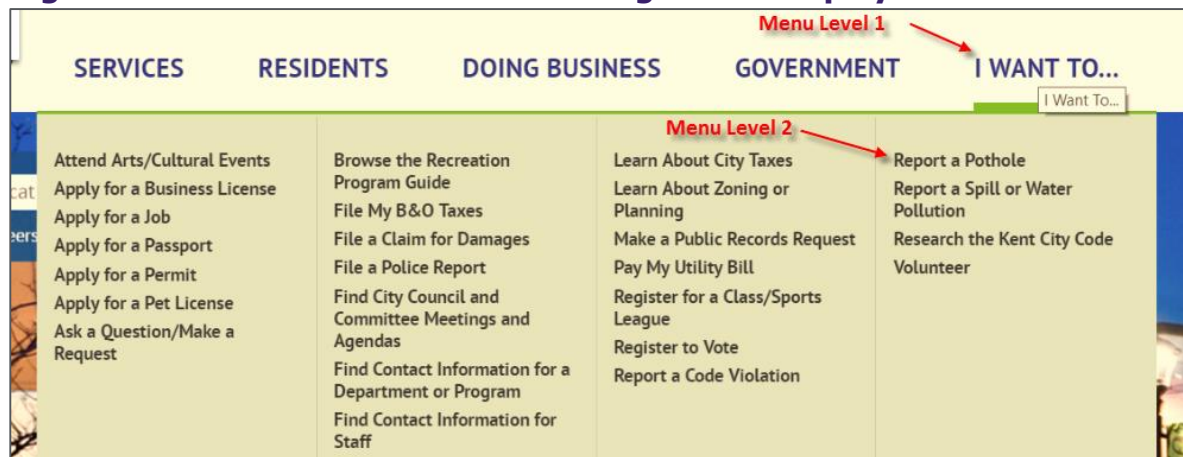 Menu Level 1
SERVICES RESIDENTS DOING BUSINESS GOVERNMENT I WANT TO...
I Want To...
Menu Level 2
Attend Arts/Cultural Events
Apply for a Business License
Apply for a Job
Apply for a Passport
Apply for a Permit
Apply for a Pet License
Ask a Question/Make a
Request
Browse the Recreation
Program Guide
File My B&O Taxes
File a Claim for Damages
File a Police Report
Find City Council and
Committee Meetings and
Agendas
Find Contact Information for a
Department or Program
Find Contact Information for
Staff
Learn About City Taxes
Learn About Zoning or
Planning
Make a Public Records Request
Pay My Utility Bill
Register for a Class/Sports
League
Register to Vote
Report a Code Violation
Report a Pothole
Report a Spill or Water
Pollution
Research the Kent City Code
Volunteer